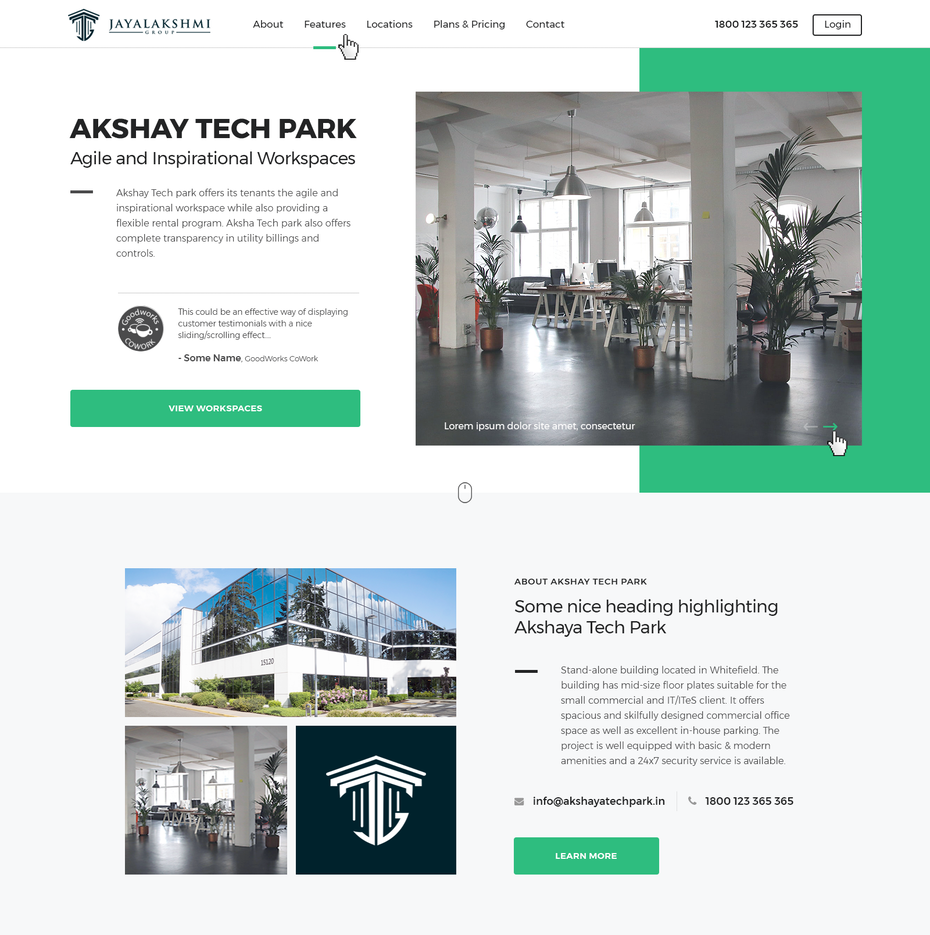 JAYALAKSHMI
GROUP
About
Features
Locations
Plans & Pricing
Contact
1800 123 365 365
Login
AKSHAY TECH PARK
Agile and Inspirational Workspaces
Akshay Tech park offers its tenants the agile and
inspirational workspace while also providing a
flexible rental program. Aksha Tech park also offers
complete transparency in utility billings and
controls.
Goodworks
COWORK
This could be an effective way of displaying
customer testimonials with a nice
sliding/scrolling effect...
- Some Name, GoodWorks CoWork
VIEW WORKSPACES
Lorem ipsum dolor site amet, consectetur
15120
ABOUT AKSHAY TECH PARK
Some nice heading highlighting
Akshaya Tech Park
Stand-alone building located in Whitefield. The
building has mid-size floor plates suitable for the
small commercial and IT/ITeS client. It offers
spacious and skilfully designed commercial office
space as well as excellent in-house parking. The
project is well equipped with basic & modern
amenities and a 24x7 security service is available.
info@akshayatechpark.in
1800 123 365 365
LEARN MORE